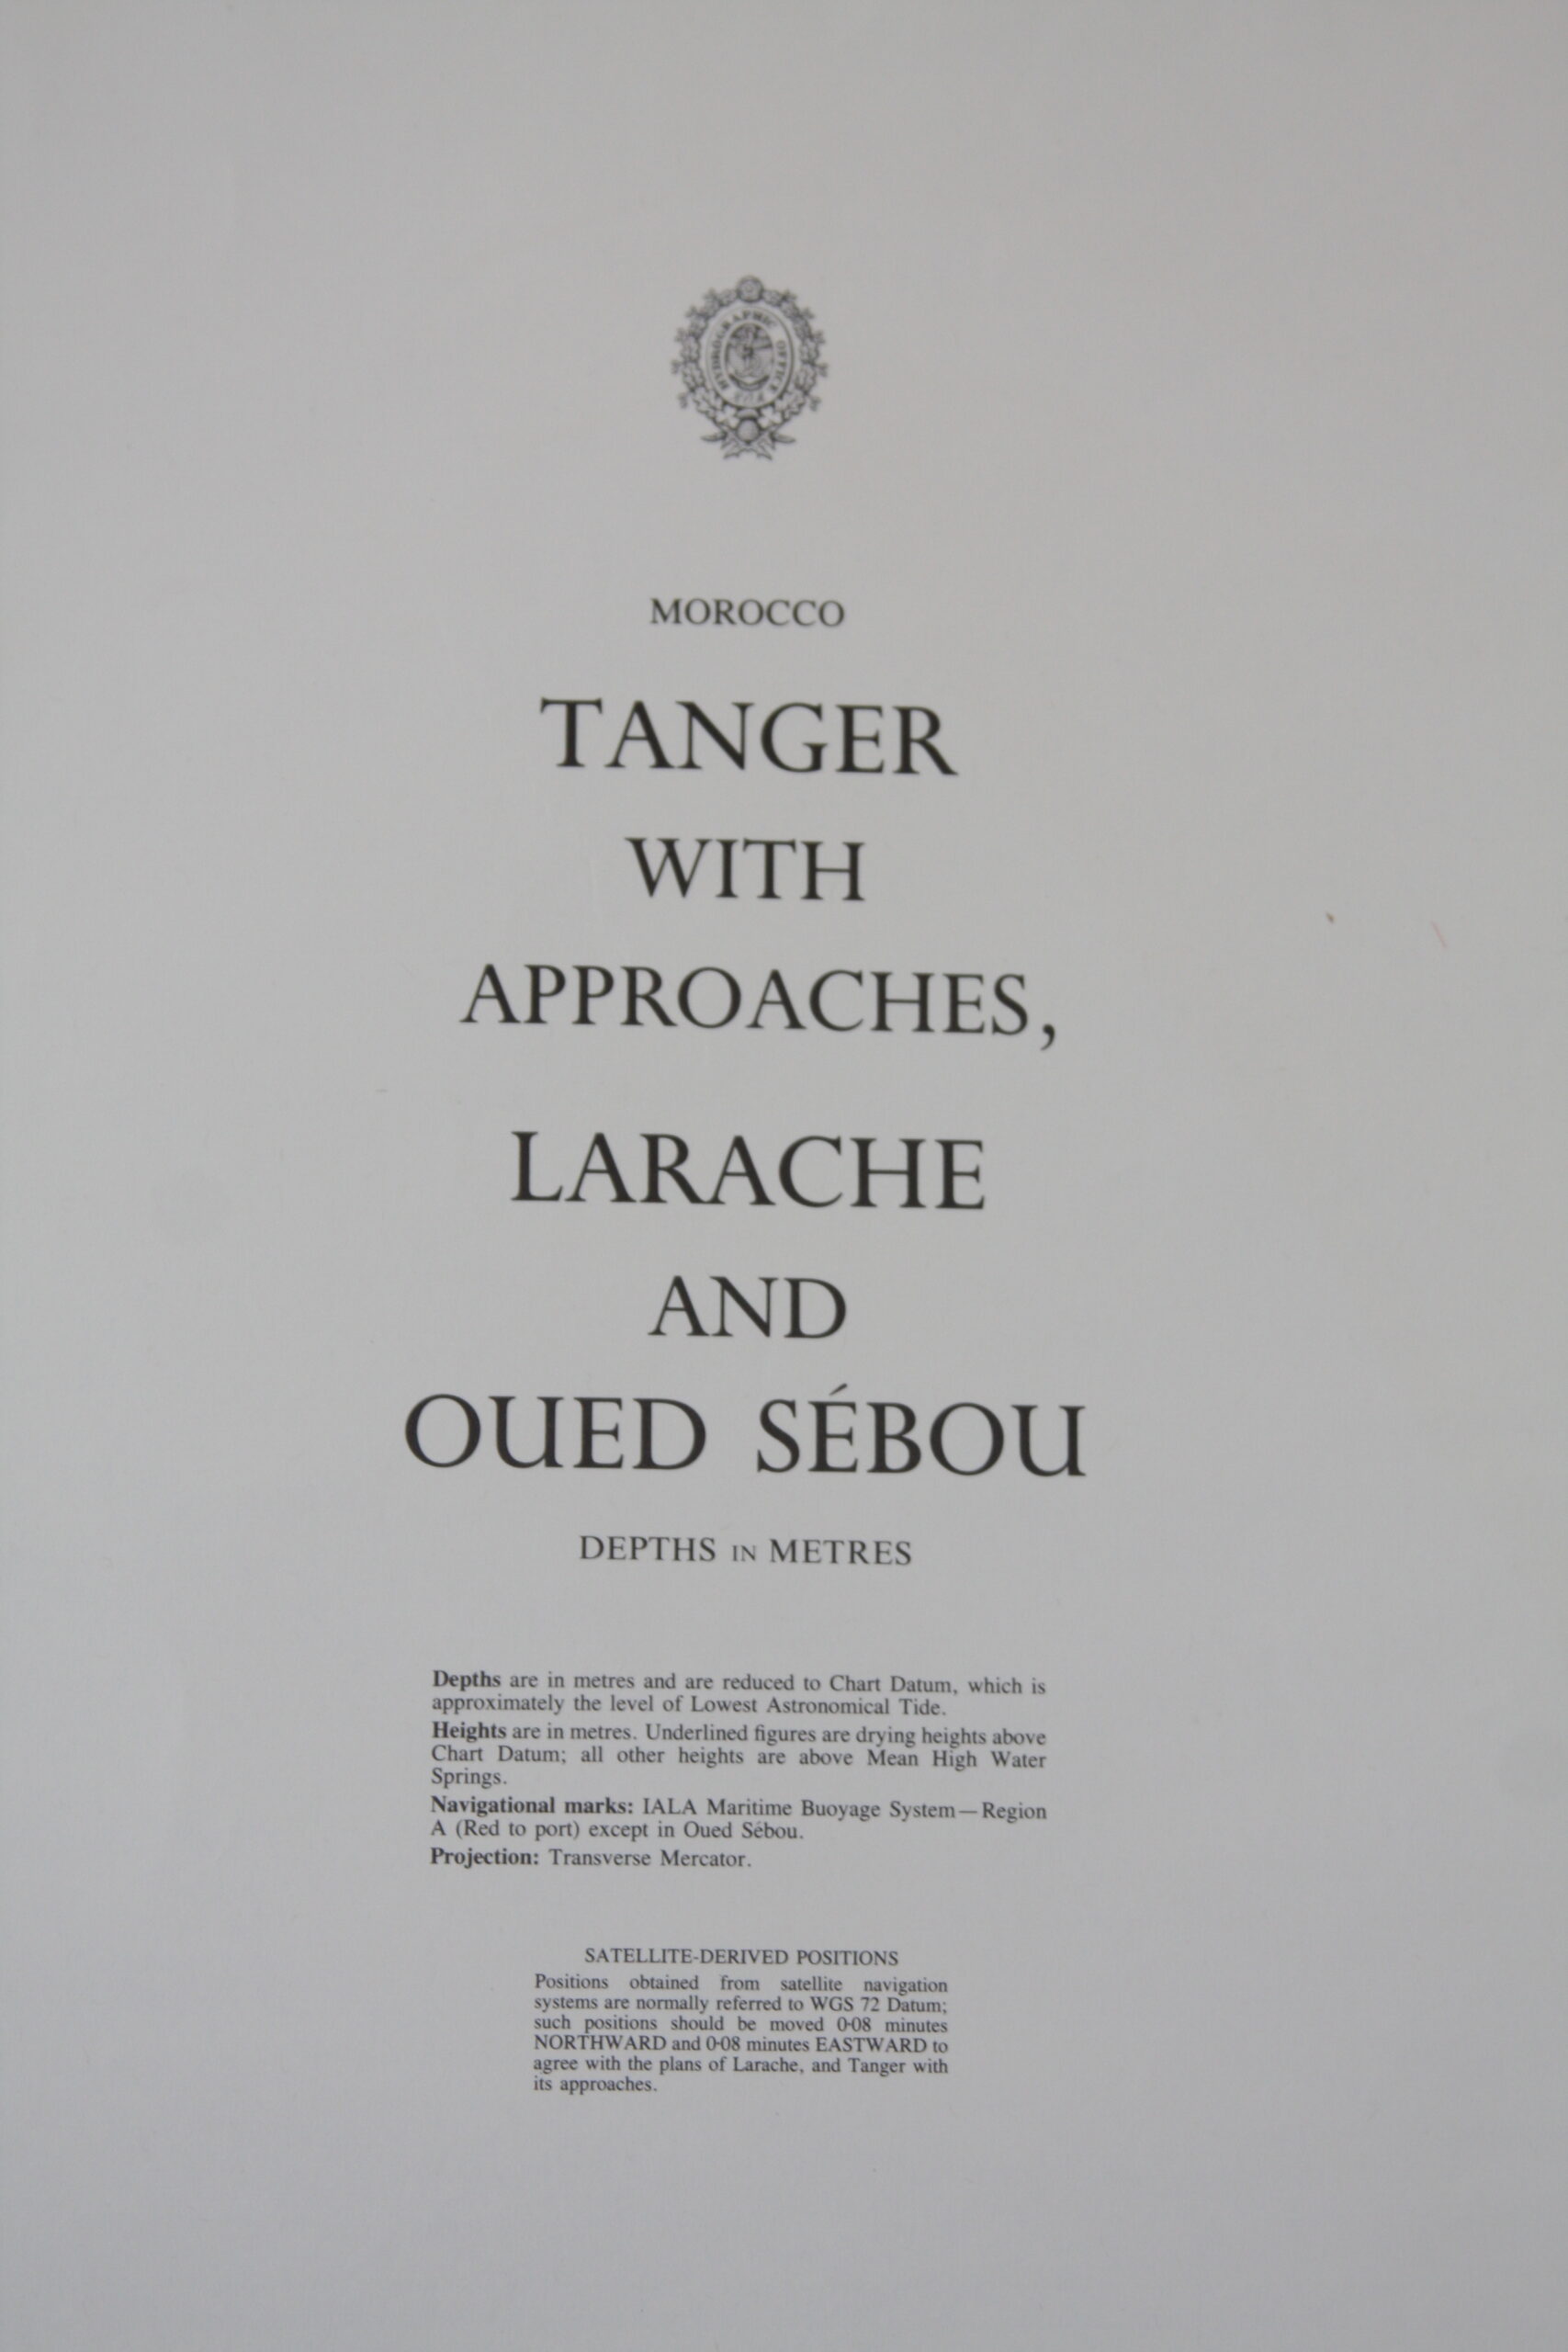 HYDROGRAPHIC OFFICE
MOROCCO
TANGER
WITH
APPROACHES,
LARACHE
AND
OUED SÉBOU
DEPTHS IN METRES
Depths are in metres and are reduced to Chart Datum, which is
approximately the level of Lowest Astronomical Tide.
Heights are in metres. Underlined figures are drying heights above
Chart Datum; all other heights are above Mean High Water
Springs.
Navigational marks: IALA Maritime Buoyage System—Region
A (Red to port) except in Oued Sébou.
Projection: Transverse Mercator.
SATELLITE-DERIVED POSITIONS
Positions obtained from satellite navigation
systems are normally referred to WGS 72 Datum;
such positions should be moved 0·08 minutes
NORTHWARD and 0·08 minutes EASTWARD to
agree with the plans of Larache, and Tanger with
its approaches.